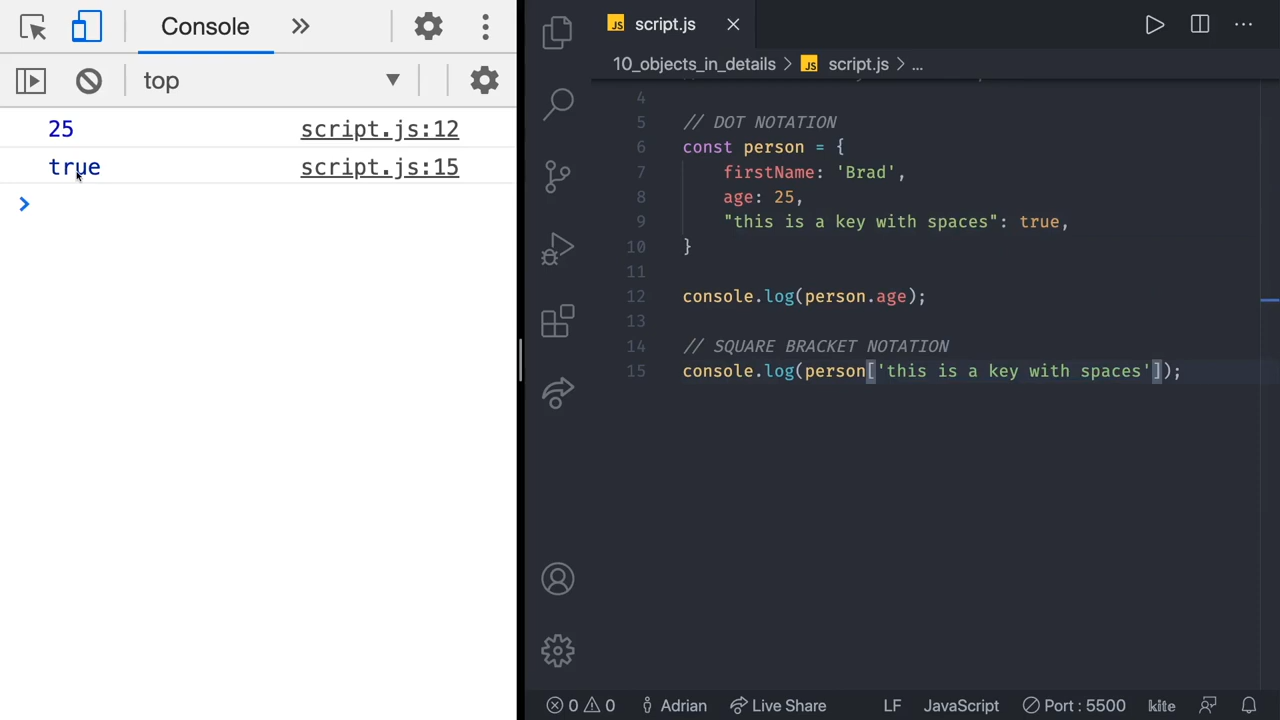 Console
top
25 script.js:12
true script.js:15
JS script.js
10_objects_in_details > JS script.js > ...
4
5 // DOT NOTATION
6 const person = {
7 firstName: 'Brad',
8 age: 25,
9 "this is a key with spaces": true,
10 }
11
12 console.log(person.age);
13
14 // SQUARE BRACKET NOTATION
15 console.log(person['this is a key with spaces']);
0 0 Adrian Live Share LF JavaScript Port : 5500 kite